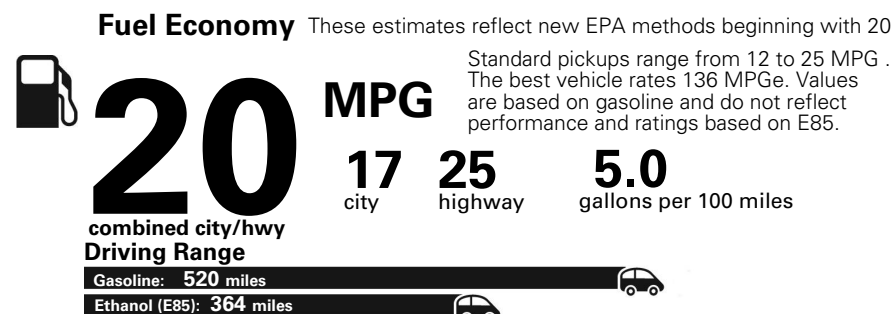 Fuel Economy These estimates reflect new EPA methods beginning with 20
Standard pickups range from 12 to 25 MPG .
The best vehicle rates 136 MPGe. Values
are based on gasoline and do not reflect
performance and ratings based on E85.
20 MPG
17 25 5.0
city highway gallons per 100 miles
combined city/hwy
Driving Range
Gasoline: 520 miles
Ethanol (E85): 364 miles